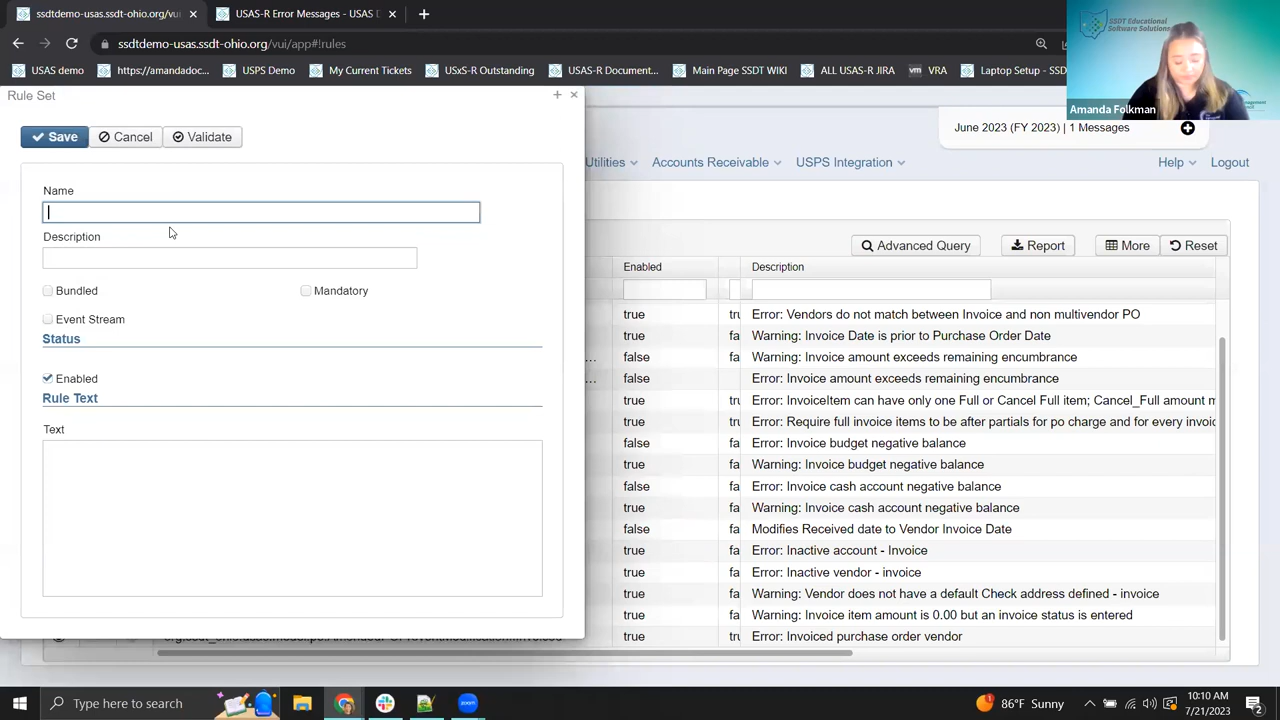 ssdtdemo-usas.ssdt-ohio.org/vui
USAS-R Error Messages - USAS D
ssdtdemo-usas.ssdt-ohio.org/vui/app#!rules
USAS demo
https://amandadoc...
USPS Demo
My Current Tickets
USxS-R Outstanding
USAS-R Document...
Main Page SSDT WIKI
ALL USAS-R JIRA
VRA
Laptop Setup - SSD
SSDT Educational
Software Solutions
Amanda Folkman
June 2023 (FY 2023) | 1 Messages
Utilities
Accounts Receivable
USPS Integration
Help
Logout
Rule Set
Save
Cancel
Validate
Name
Description
Bundled
Mandatory
Event Stream
Status
Enabled
Rule Text
Text
Advanced Query
Report
More
Reset
Enabled
Description
true tru Error: Vendors do not match between Invoice and non multivendor PO
true fa Warning: Invoice Date is prior to Purchase Order Date
... false fa Warning: Invoice amount exceeds remaining encumbrance
... false fa Error: Invoice amount exceeds remaining encumbrance
true tru Error: InvoiceItem can have only one Full or Cancel Full item; Cancel_Full amount m
true tru Error: Require full invoice items to be after partials for po charge and for every invoic
false fa Error: Invoice budget negative balance
true fa Warning: Invoice budget negative balance
false fa Error: Invoice cash account negative balance
true fa Warning: Invoice cash account negative balance
false fa Modifies Received date to Vendor Invoice Date
true fa Error: Inactive account - Invoice
true fa Error: Inactive vendor - invoice
true fa Warning: Vendor does not have a default Check address defined - invoice
true fa Warning: Invoice item amount is 0.00 but an invoice status is entered
true fa Error: Invoiced purchase order vendor
Type here to search
zoom
86°F Sunny
10:10 AM
7/21/2023
2